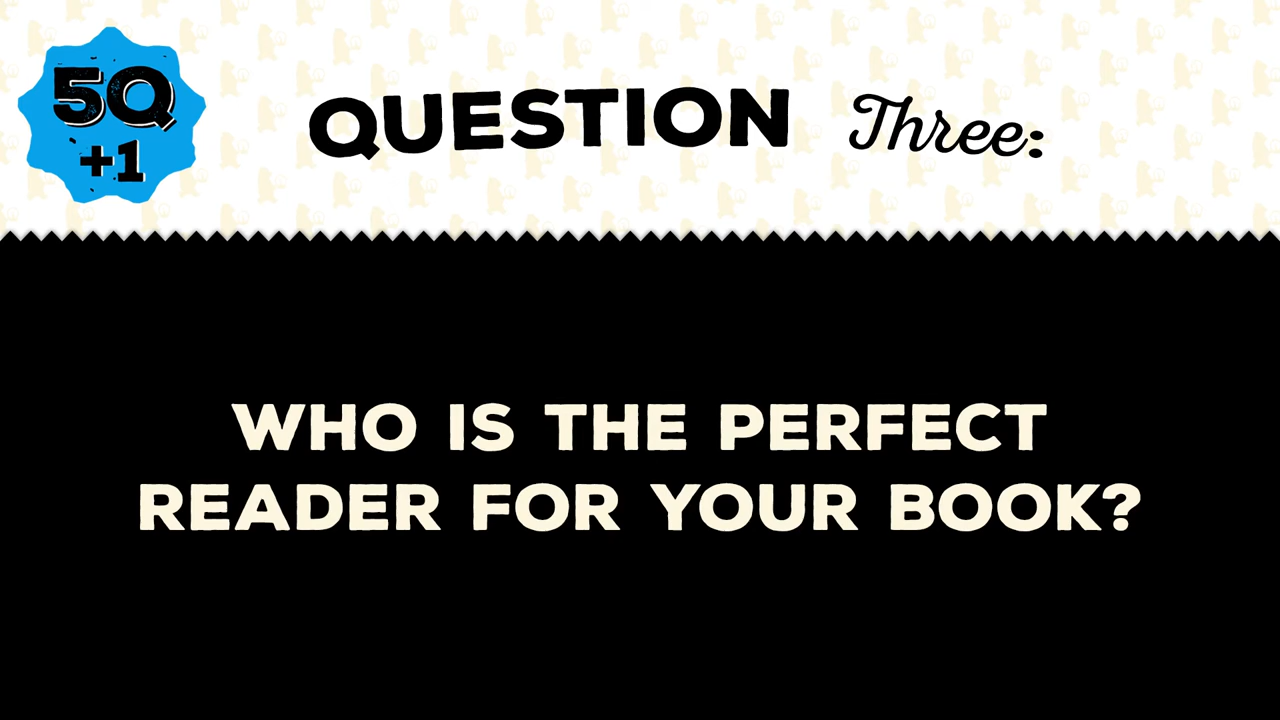 5Q
+1
QUESTION Three:
WHO IS THE PERFECT
READER FOR YOUR BOOK?